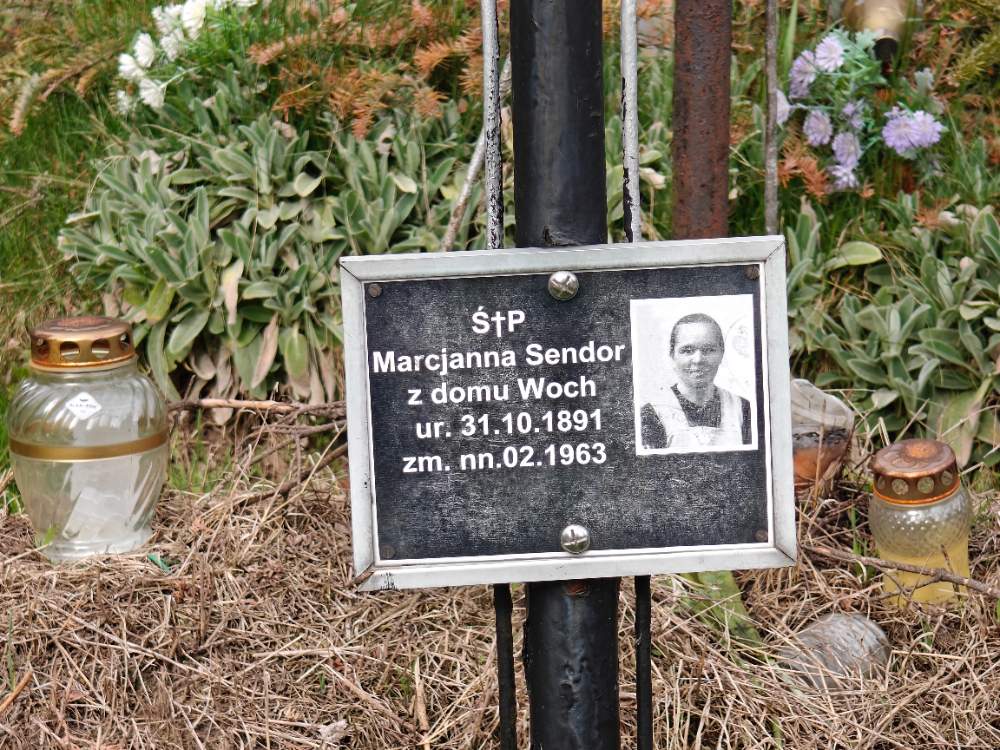 Ś†P
Marcjanna Sendor
z domu Woch
ur. 31.10.1891
zm. nn.02.1963